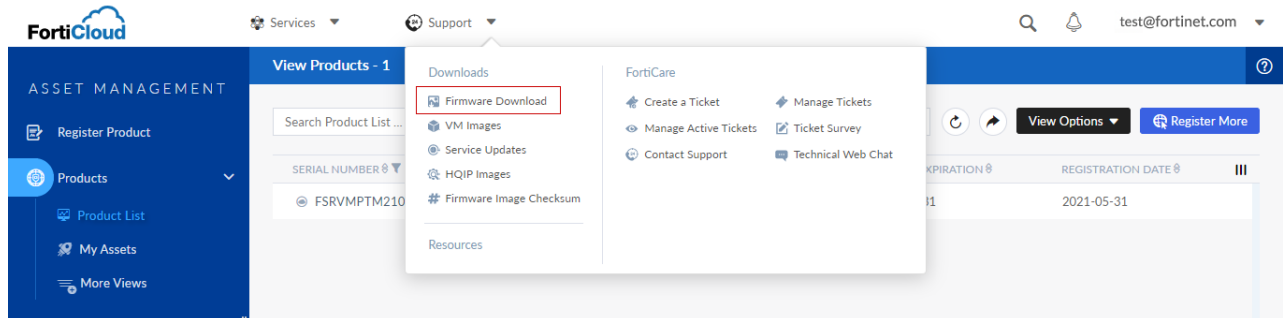 FortiCloud
Services
Support
test@fortinet.com
ASSET MANAGEMENT
Register Product
Products
Product List
My Assets
More Views
View Products - 1
Downloads
Firmware Download
VM Images
Service Updates
HQIP Images
Firmware Image Checksum
Resources
FortiCare
Create a Ticket
Manage Tickets
Manage Active Tickets
Ticket Survey
Contact Support
Technical Web Chat
Search Product List ...
View Options
Register More
SERIAL NUMBER
XPIRATION
REGISTRATION DATE
FSRVMPTM210
31
2021-05-31